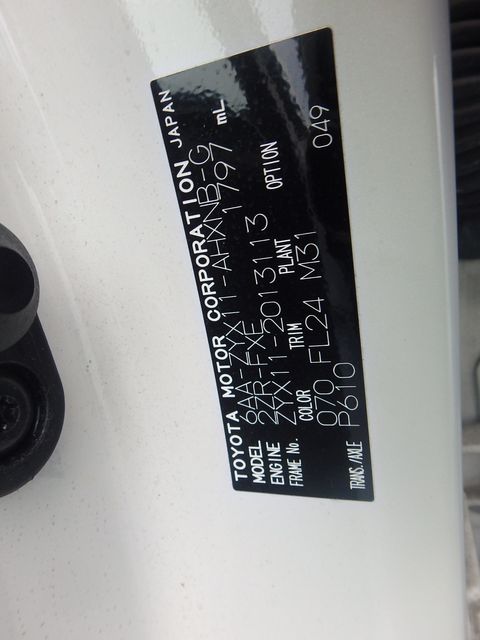 TOYOTA MOTOR CORPORATION JAPAN
MODEL 6AA-ZYX11-AHXNB-G
ENGINE 2ZR-FXE 1797 mL
FRAME No. ZYX11-2013113
COLOR TRIM PLANT OPTION
070 FL24 M31 049
TRANS./AXLE P610